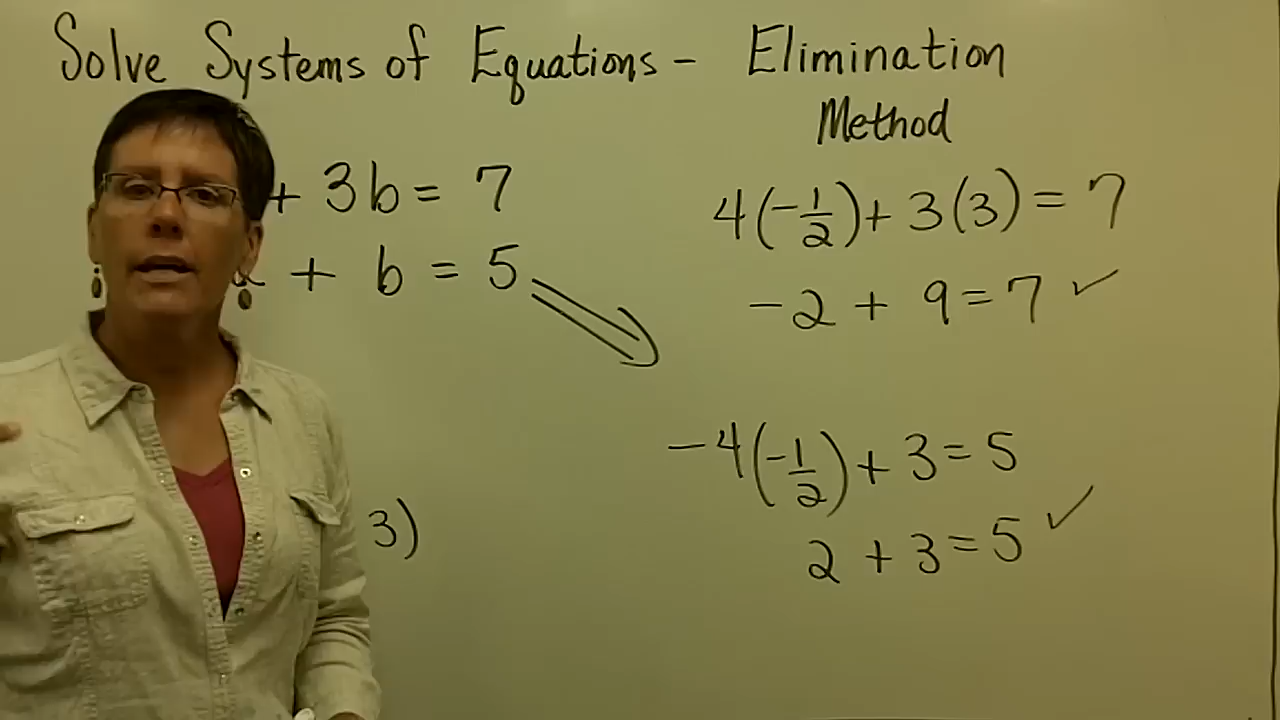 Solve Systems of Equations - Elimination
Method
+ 3b = 7
+ b = 5
3)
4(-1/2) + 3(3) = 7
-2 + 9 = 7 ✓
-4(-1/2) + 3 = 5
2 + 3 = 5 ✓